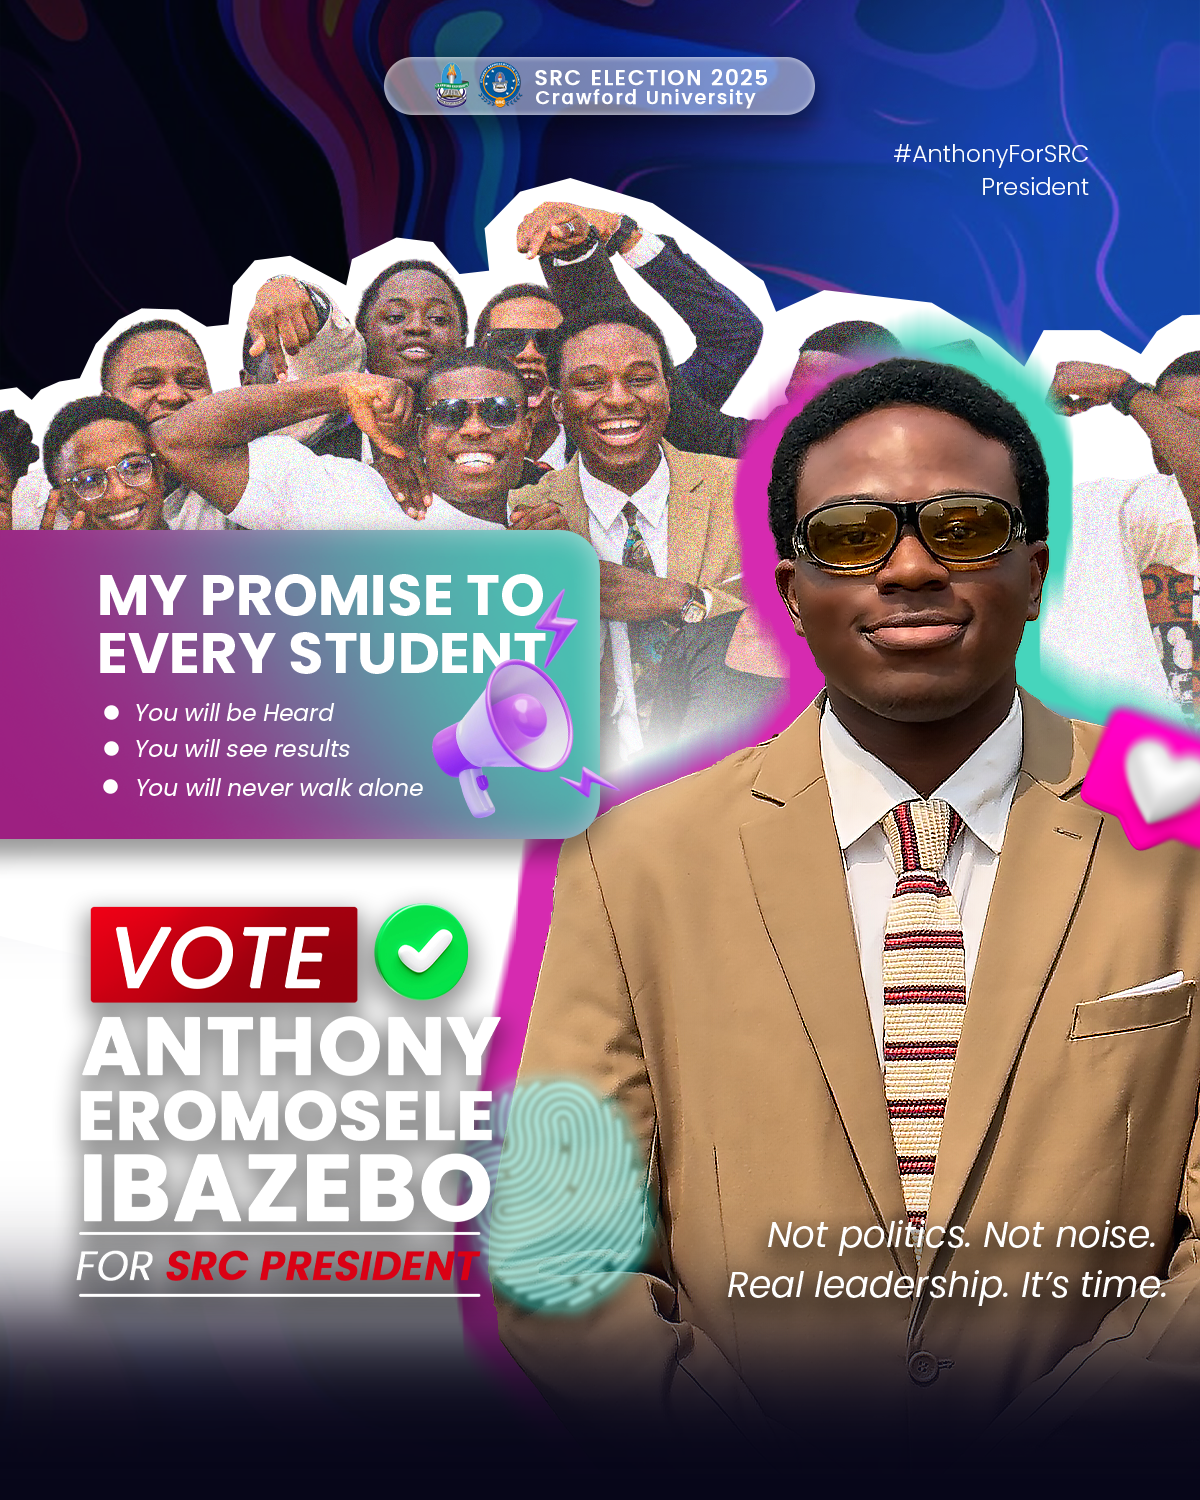 SRC ELECTION 2025
Crawford University
#AnthonyForSRC
President
MY PROMISE TO
EVERY STUDENT
You will be Heard
You will see results
You will never walk alone
VOTE
ANTHONY
EROMOSELE
IBAZEBO
FOR SRC PRESIDENT
Not politics. Not noise.
Real leadership. It’s time.